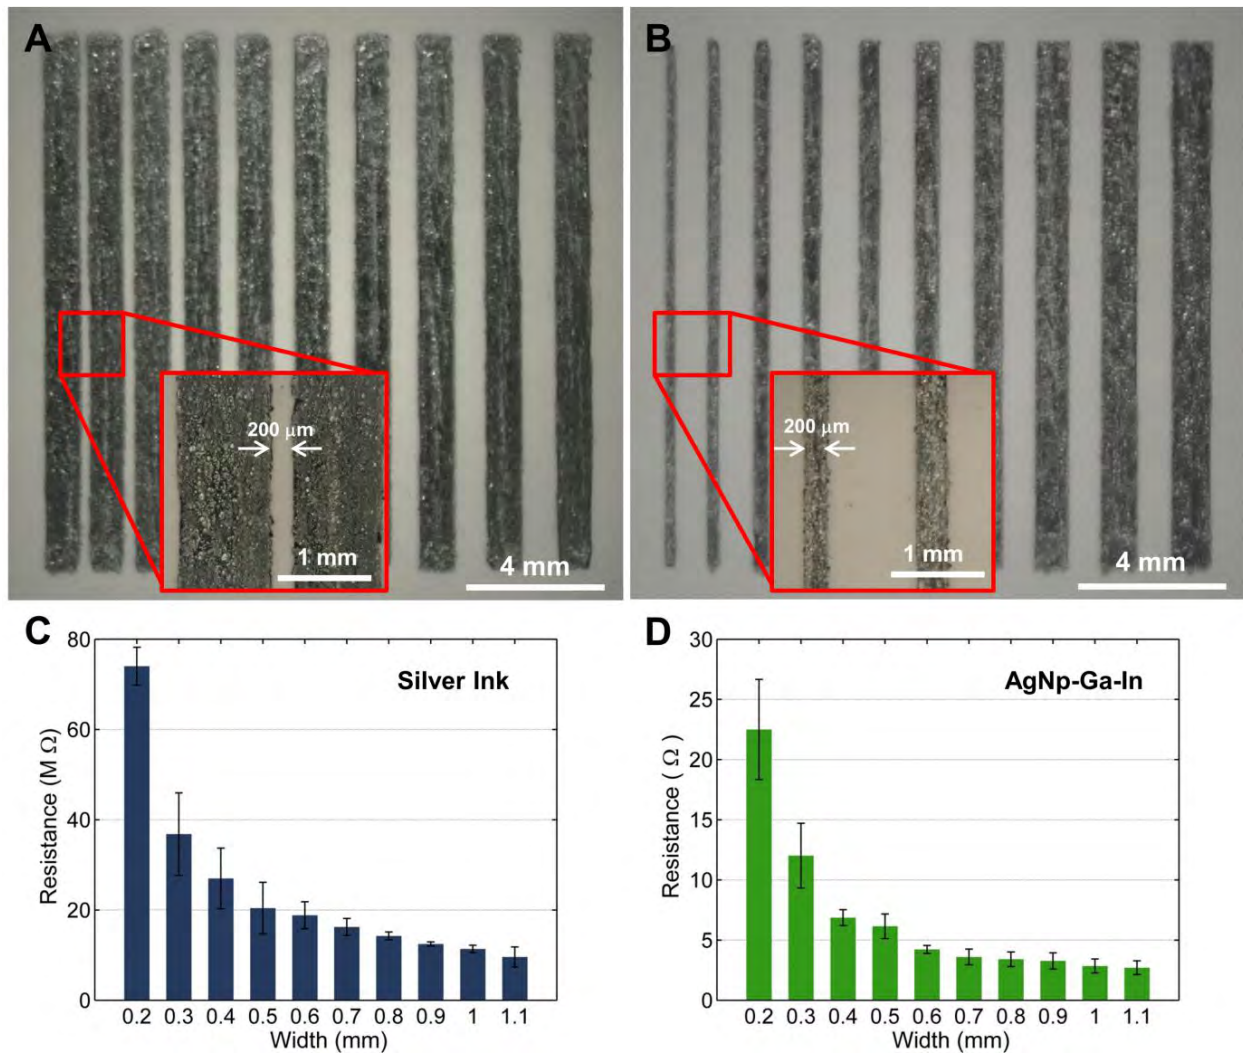 A
200 μm
1 mm
4 mm
B
200 μm
1 mm
4 mm
C
Silver Ink
Resistance (M Ω)
80
60
40
20
0
0.2 0.3 0.4 0.5 0.6 0.7 0.8 0.9 1 1.1
Width (mm)
D
AgNp-Ga-In
Resistance ( Ω )
30
25
20
15
10
5
0
0.2 0.3 0.4 0.5 0.6 0.7 0.8 0.9 1 1.1
Width (mm)